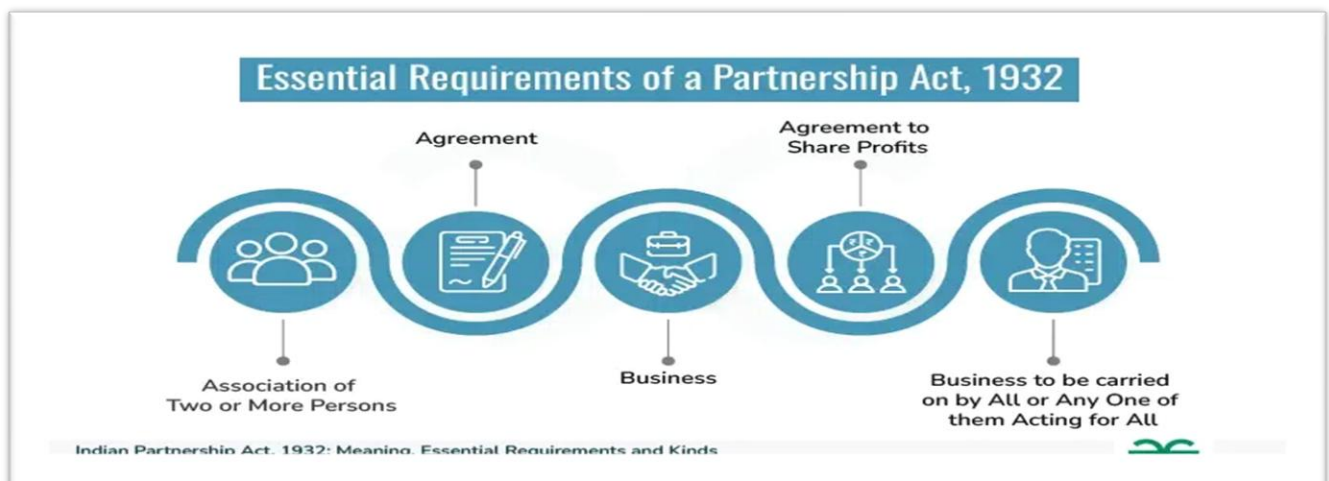 Essential Requirements of a Partnership Act, 1932
Agreement
Agreement to
Share Profits
Association of
Two or More Persons
Business
Business to be carried
on by All or Any One of
them Acting for All
Indian Partnership Act, 1932: Meaning, Essential Requirements and Kinds